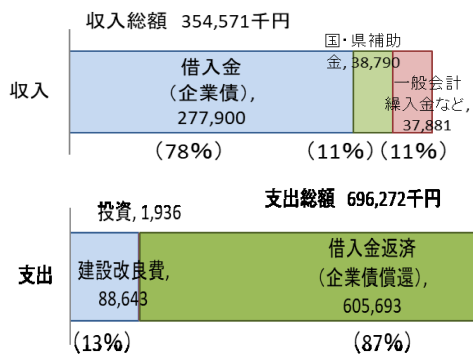 収入総額 354,571千円
国・県補助
金, 38,790
借入金
（企業債）,
277,900
一般会計
繰入金など,
37,881
収入
(78%) (11%) (11%)
支出総額 696,272千円
投資, 1,936
建設改良費,
88,643
借入金返済
（企業債償還）,
605,693
支出
(13%) (87%)